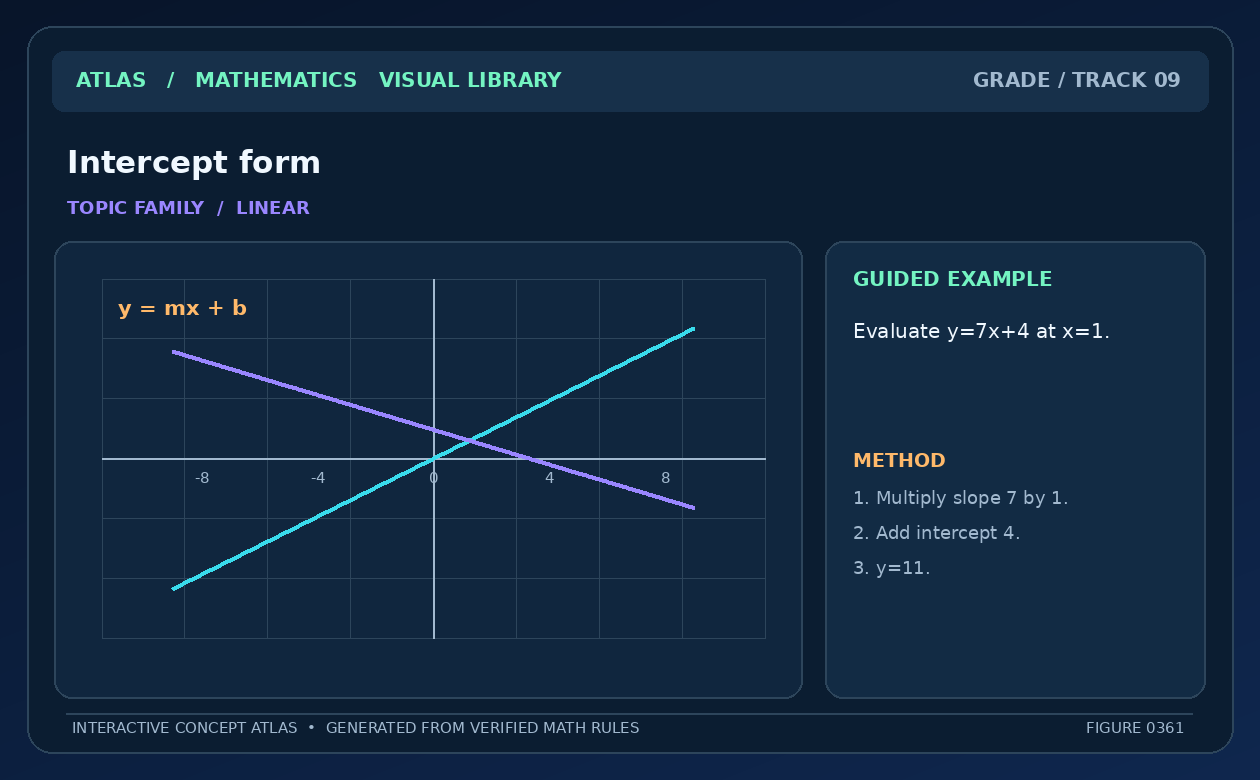 ATLAS / MATHEMATICS VISUAL LIBRARY
GRADE / TRACK 09
Intercept form
TOPIC FAMILY / LINEAR
y = mx + b
-8 -4 0 4 8
GUIDED EXAMPLE
Evaluate y=7x+4 at x=1.
METHOD
1. Multiply slope 7 by 1.
2. Add intercept 4.
3. y=11.
INTERACTIVE CONCEPT ATLAS • GENERATED FROM VERIFIED MATH RULES
FIGURE 0361